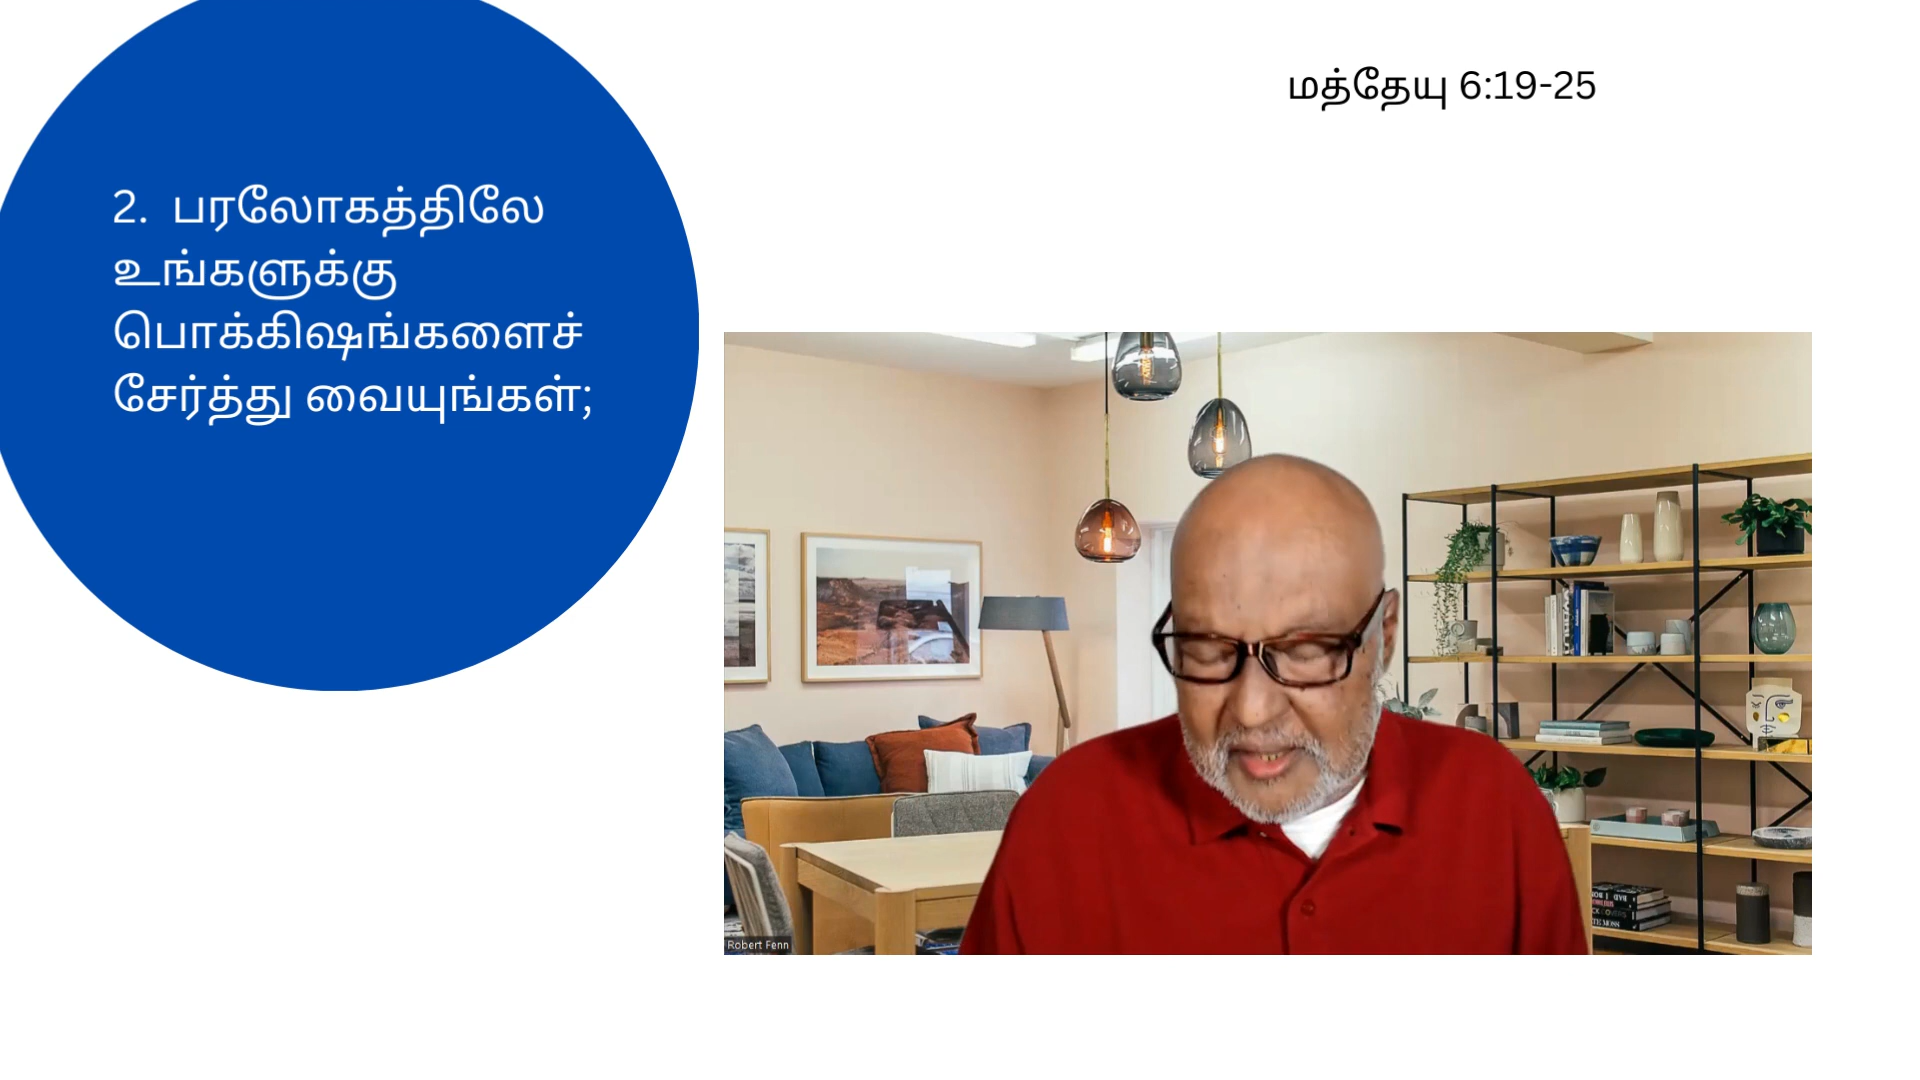 மத்தேயு 6:19-25
2. பரலோகத்திலே
உங்களுக்கு
பொக்கிஷங்களைச்
சேர்த்து வையுங்கள்;
Robert Fenn